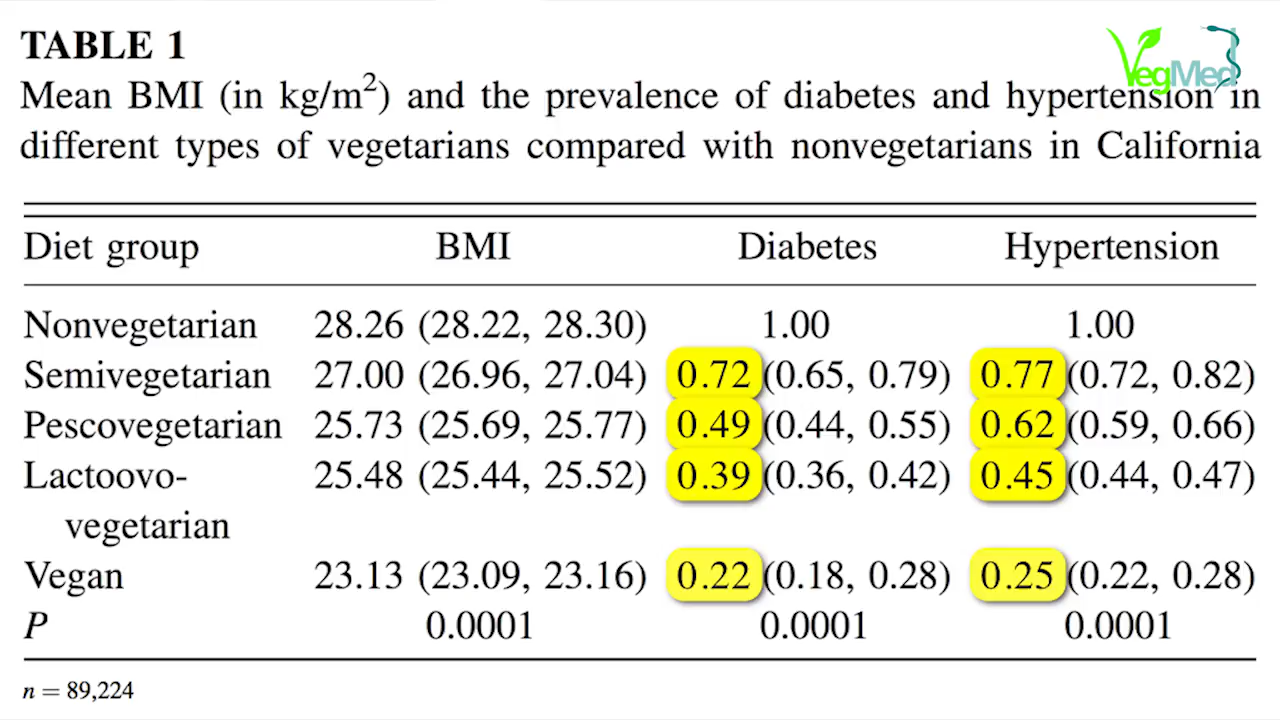 TABLE 1
VegMed
Mean BMI (in kg/m²) and the prevalence of diabetes and hypertension in
different types of vegetarians compared with nonvegetarians in California
Diet group BMI Diabetes Hypertension
Nonvegetarian 28.26 (28.22, 28.30) 1.00 1.00
Semivegetarian 27.00 (26.96, 27.04) 0.72 (0.65, 0.79) 0.77 (0.72, 0.82)
Pescovegetarian 25.73 (25.69, 25.77) 0.49 (0.44, 0.55) 0.62 (0.59, 0.66)
Lactoovo- 25.48 (25.44, 25.52) 0.39 (0.36, 0.42) 0.45 (0.44, 0.47)
vegetarian
Vegan 23.13 (23.09, 23.16) 0.22 (0.18, 0.28) 0.25 (0.22, 0.28)
P 0.0001 0.0001 0.0001
n = 89,224